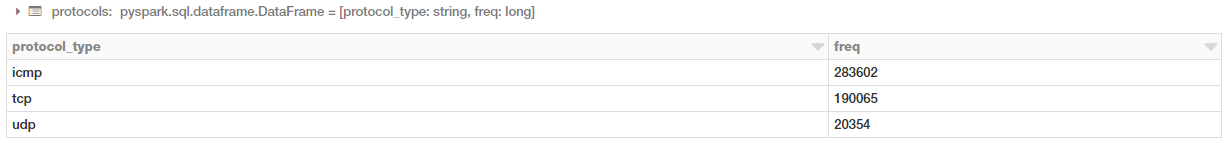 protocols: pyspark.sql.dataframe.DataFrame = [protocol_type: string, freq: long]
protocol_type freq
icmp 283602
tcp 190065
udp 20354